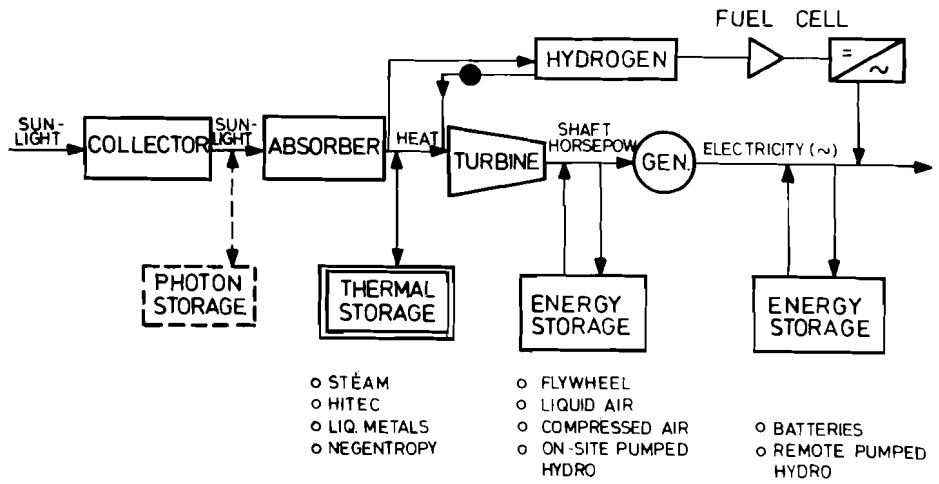 FUEL CELL
HYDROGEN
=
~
SUN-
LIGHT
COLLECTOR
SUN-
LIGHT
ABSORBER
HEAT
TURBINE
SHAFT
HORSEPOW.
GEN.
ELECTRICITY (~)
PHOTON
STORAGE
THERMAL
STORAGE
ENERGY
STORAGE
ENERGY
STORAGE
○ STEAM
○ HITEC
○ LIQ. METALS
○ NEGENTROPY
○ FLYWHEEL
○ LIQUID AIR
○ COMPRESSED AIR
○ ON-SITE PUMPED
HYDRO
○ BATTERIES
○ REMOTE PUMPED
HYDRO